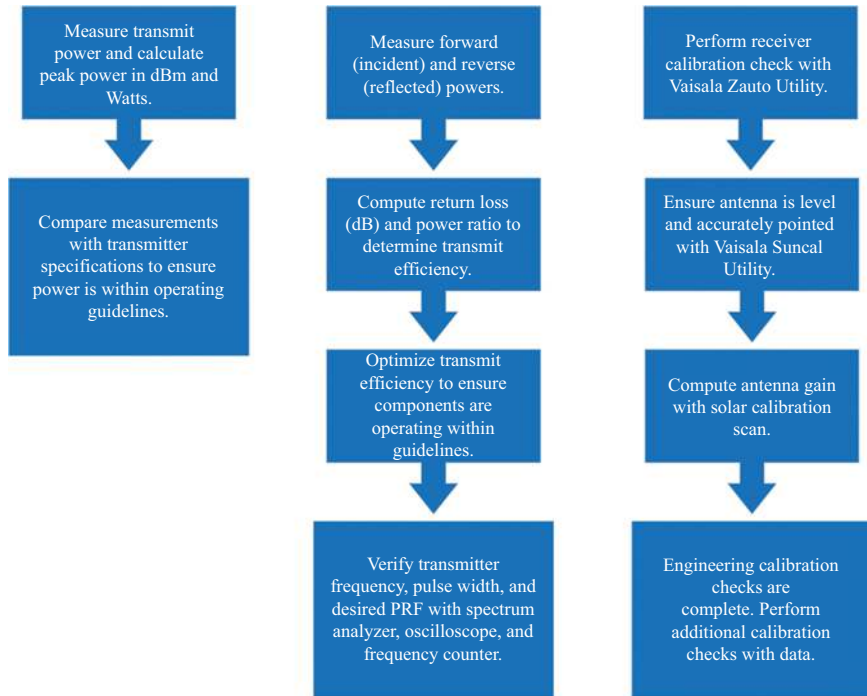 Measure transmit
power and calculate
peak power in dBm and
Watts.
Compare measurements
with transmitter
specifications to ensure
power is within operating
guidelines.
Measure forward
(incident) and reverse
(reflected) powers.
Compute return loss
(dB) and power ratio to
determine transmit
efficiency.
Optimize transmit
efficiency to ensure
components are
operating within
guidelines.
Verify transmitter
frequency, pulse width, and
desired PRF with spectrum
analyzer, oscilloscope, and
frequency counter.
Perform receiver
calibration check with
Vaisala Zauto Utility.
Ensure antenna is level
and accurately pointed
with Vaisala Suncal
Utility.
Compute antenna gain
with solar calibration
scan.
Engineering calibration
checks are
complete. Perform
additional calibration
checks with data.